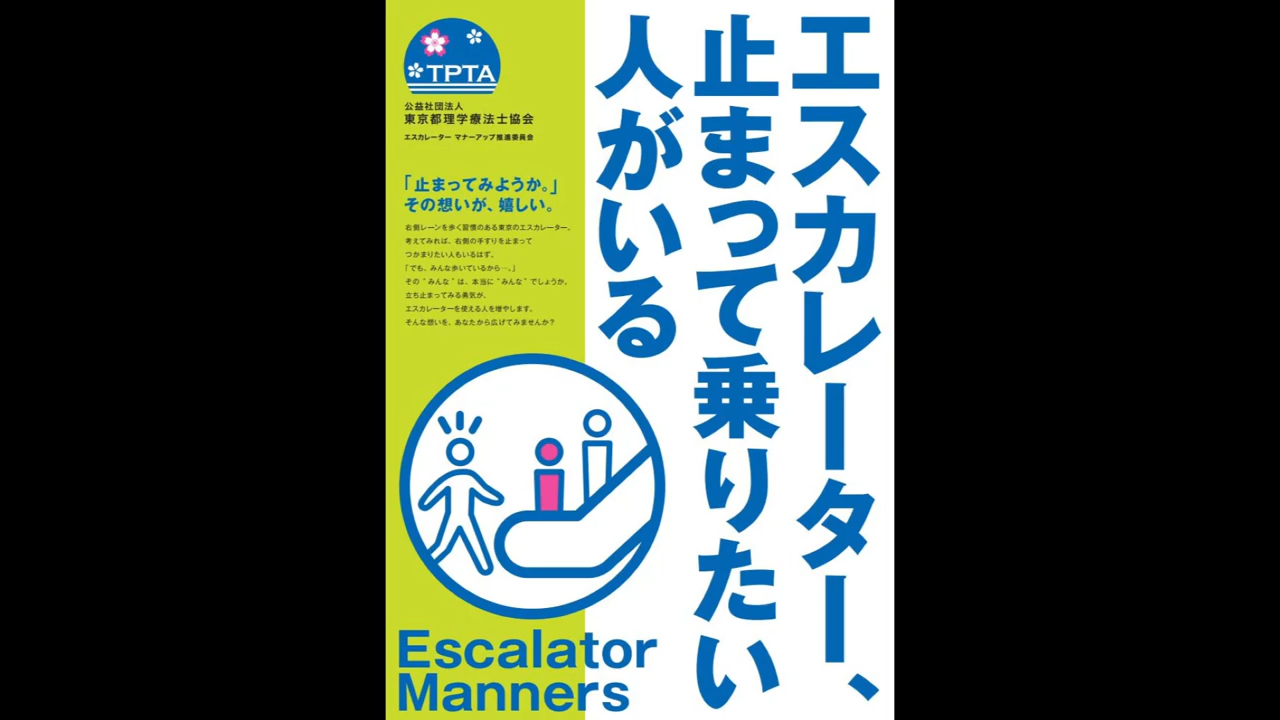 エスカレーター、
止まって乗りたい
人がいる
TPTA
公益社団法人
東京都理学療法士協会
エスカレーター マナーアップ推進委員会
「止まってみようか。」
その想いが、嬉しい。
右側レーンを歩く習慣のある東京のエスカレーター。
考えてみれば、右側の手すりを止まって
つかまりたい人もいるはず。
「でも、みんな歩いているから…。」
その“みんな”は、本当に“みんな”でしょうか。
立ち止まってみる勇気が、
エスカレーターを使える人を増やします。
そんな想いを、あなたから広げてみませんか？
Escalator
Manners